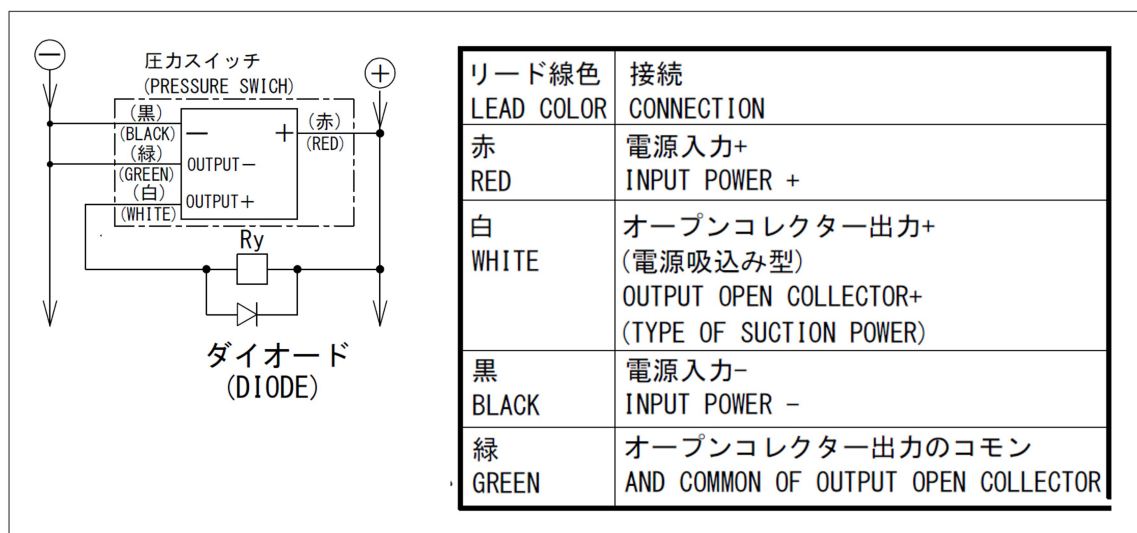 圧力スイッチ
(PRESSURE SWICH)
－
＋
(黒)
(BLACK)
－
＋
(赤)
(RED)
(緑)
(GREEN)
OUTPUT－
(白)
(WHITE)
OUTPUT＋
Ry
ダイオード
(DIODE)
リード線色 接続
LEAD COLOR CONNECTION
赤 電源入力+
RED INPUT POWER +
白 オープンコレクター出力+
WHITE (電源吸込み型)
OUTPUT OPEN COLLECTOR+
(TYPE OF SUCTION POWER)
黒 電源入力-
BLACK INPUT POWER -
緑 オープンコレクター出力のコモン
GREEN AND COMMON OF OUTPUT OPEN COLLECTOR